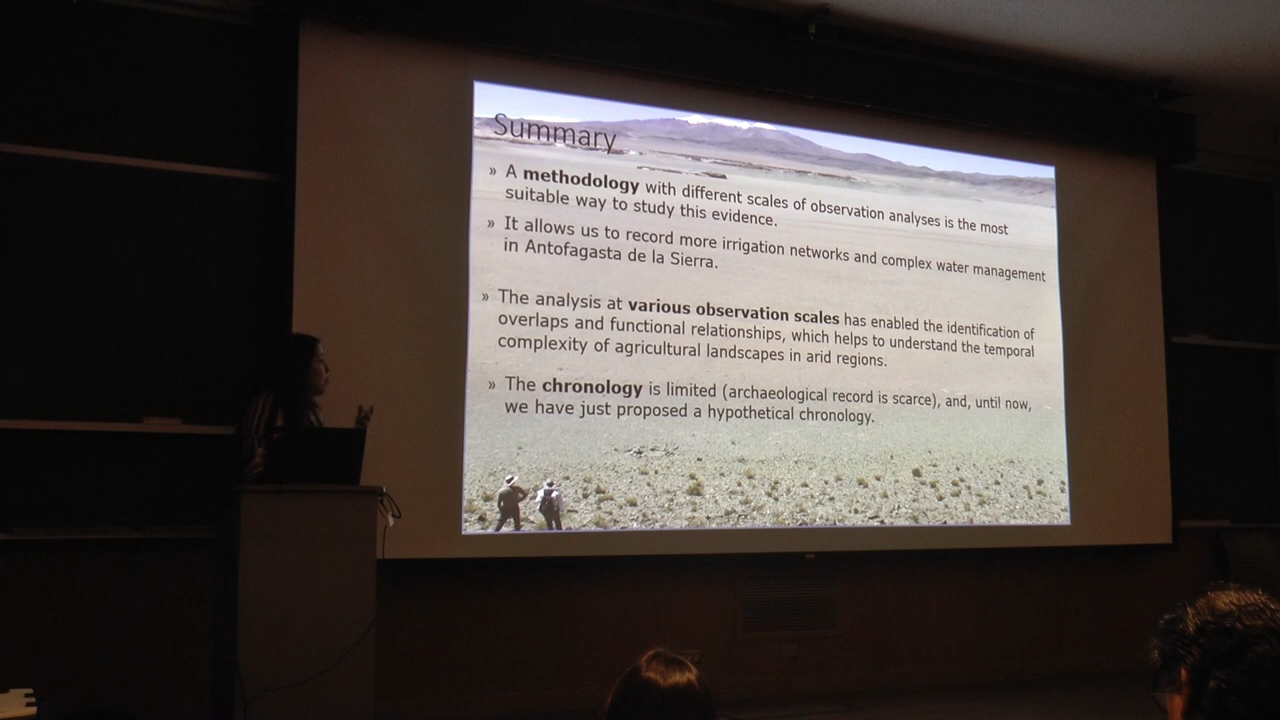 Summary
» A methodology with different scales of observation analyses is the most
suitable way to study this evidence.
» It allows us to record more irrigation networks and complex water management
in Antofagasta de la Sierra.
» The analysis at various observation scales has enabled the identification of
overlaps and functional relationships, which helps to understand the temporal
complexity of agricultural landscapes in arid regions.
» The chronology is limited (archaeological record is scarce), and, until now,
we have just proposed a hypothetical chronology.